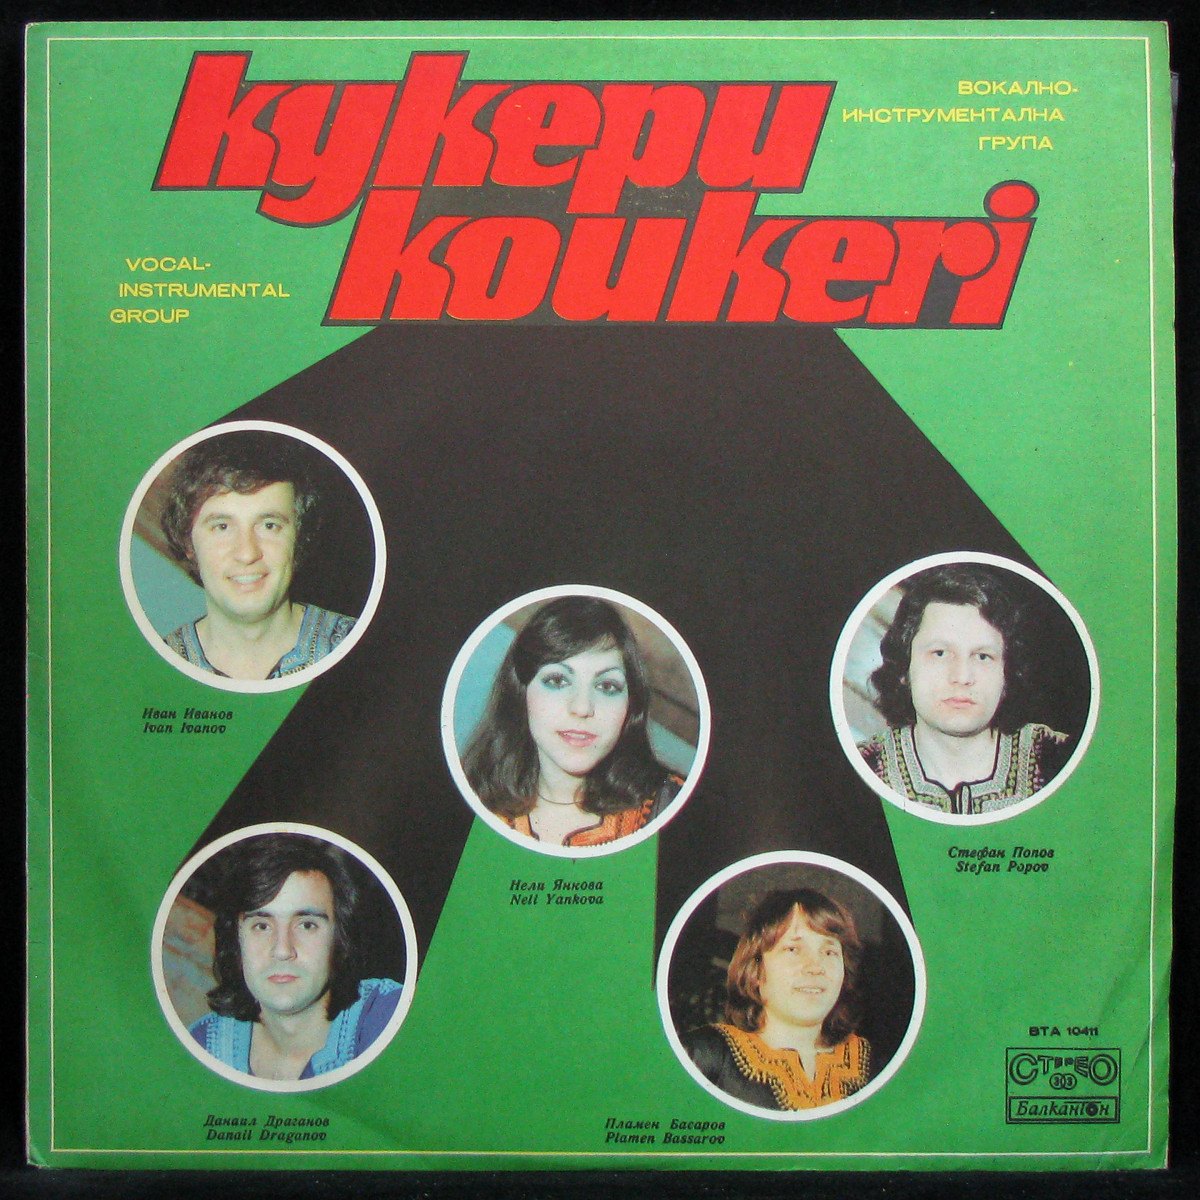 кукери
koukeri
ВОКАЛНО-
ИНСТРУМЕНТАЛНА
ГРУПА
VOCAL-
INSTRUMENTAL
GROUP
Иван Иванов
Ivan Ivanov
Нели Янкова
Neli Yankova
Стефан Попов
Stefan Popov
Данаил Драганов
Danail Draganov
Пламен Басаров
Plamen Bassarov
ВТА 10411
СТЕРЕО
303
Балкантон